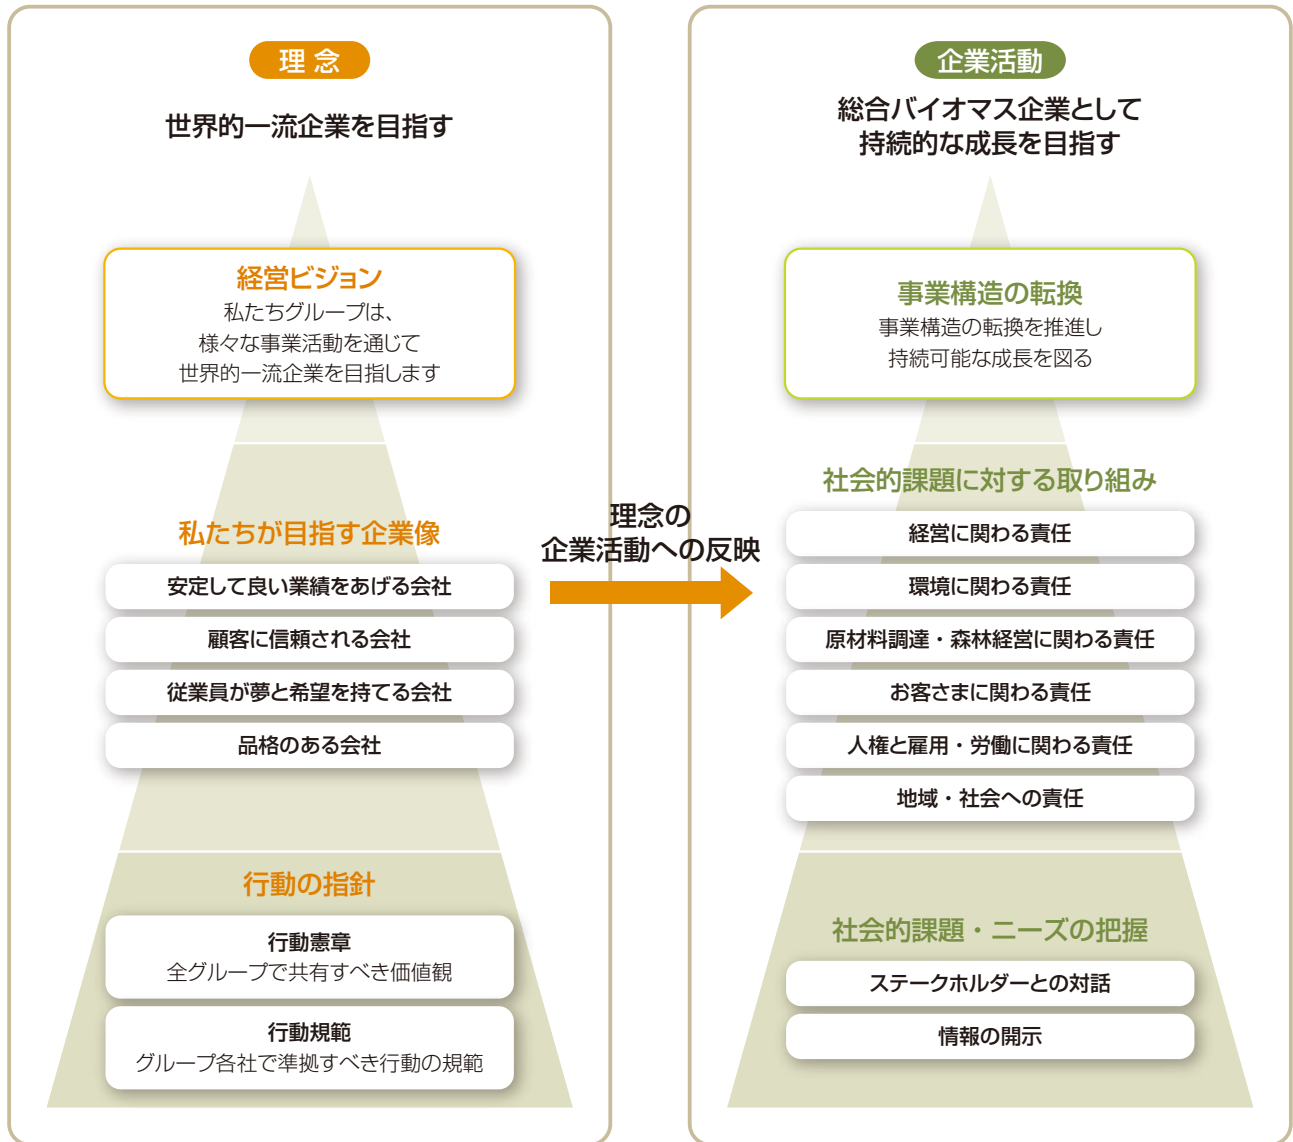 理 念
世界的一流企業を目指す
経営ビジョン
私たちグループは、
様々な事業活動を通じて
世界的一流企業を目指します
私たちが目指す企業像
安定して良い業績をあげる会社
顧客に信頼される会社
従業員が夢と希望を持てる会社
品格のある会社
行動の指針
行動憲章
全グループで共有すべき価値観
行動規範
グループ各社で準拠すべき行動の規範
理念の
企業活動への反映
企業活動
総合バイオマス企業として
持続的な成長を目指す
事業構造の転換
事業構造の転換を推進し
持続可能な成長を図る
社会的課題に対する取り組み
経営に関わる責任
環境に関わる責任
原材料調達・森林経営に関わる責任
お客さまに関わる責任
人権と雇用・労働に関わる責任
地域・社会への責任
社会的課題・ニーズの把握
ステークホルダーとの対話
情報の開示